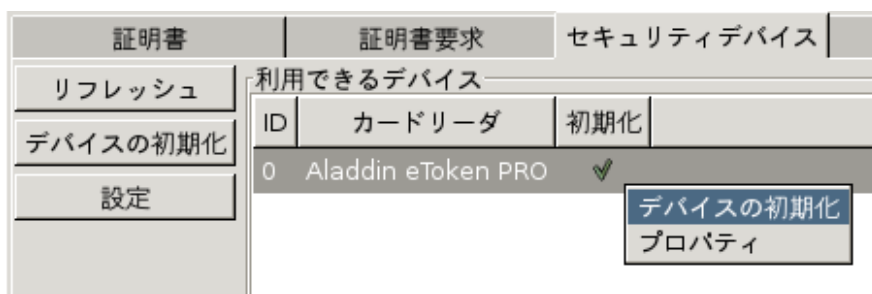 証明書 証明書要求 セキュリティデバイス
リフレッシュ
デバイスの初期化
設定
利用できるデバイス
ID カードリーダ 初期化
0 Aladdin eToken PRO
デバイスの初期化
プロパティ